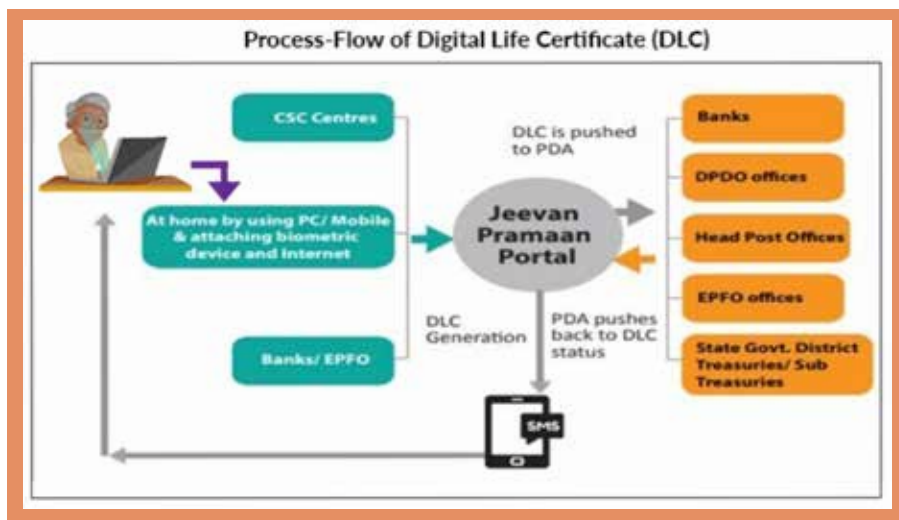 Process-Flow of Digital Life Certificate (DLC)
CSC Centres
At home by using PC/ Mobile
& attaching biometric
device and Internet
Banks/ EPFO
DLC
Generation
Jeevan
Pramaan
Portal
DLC is pushed
to PDA
PDA pushes
back to DLC
status
SMS
Banks
DPDO offices
Head Post Offices
EPFO offices
State Govt. District
Treasuries/ Sub
Treasuries